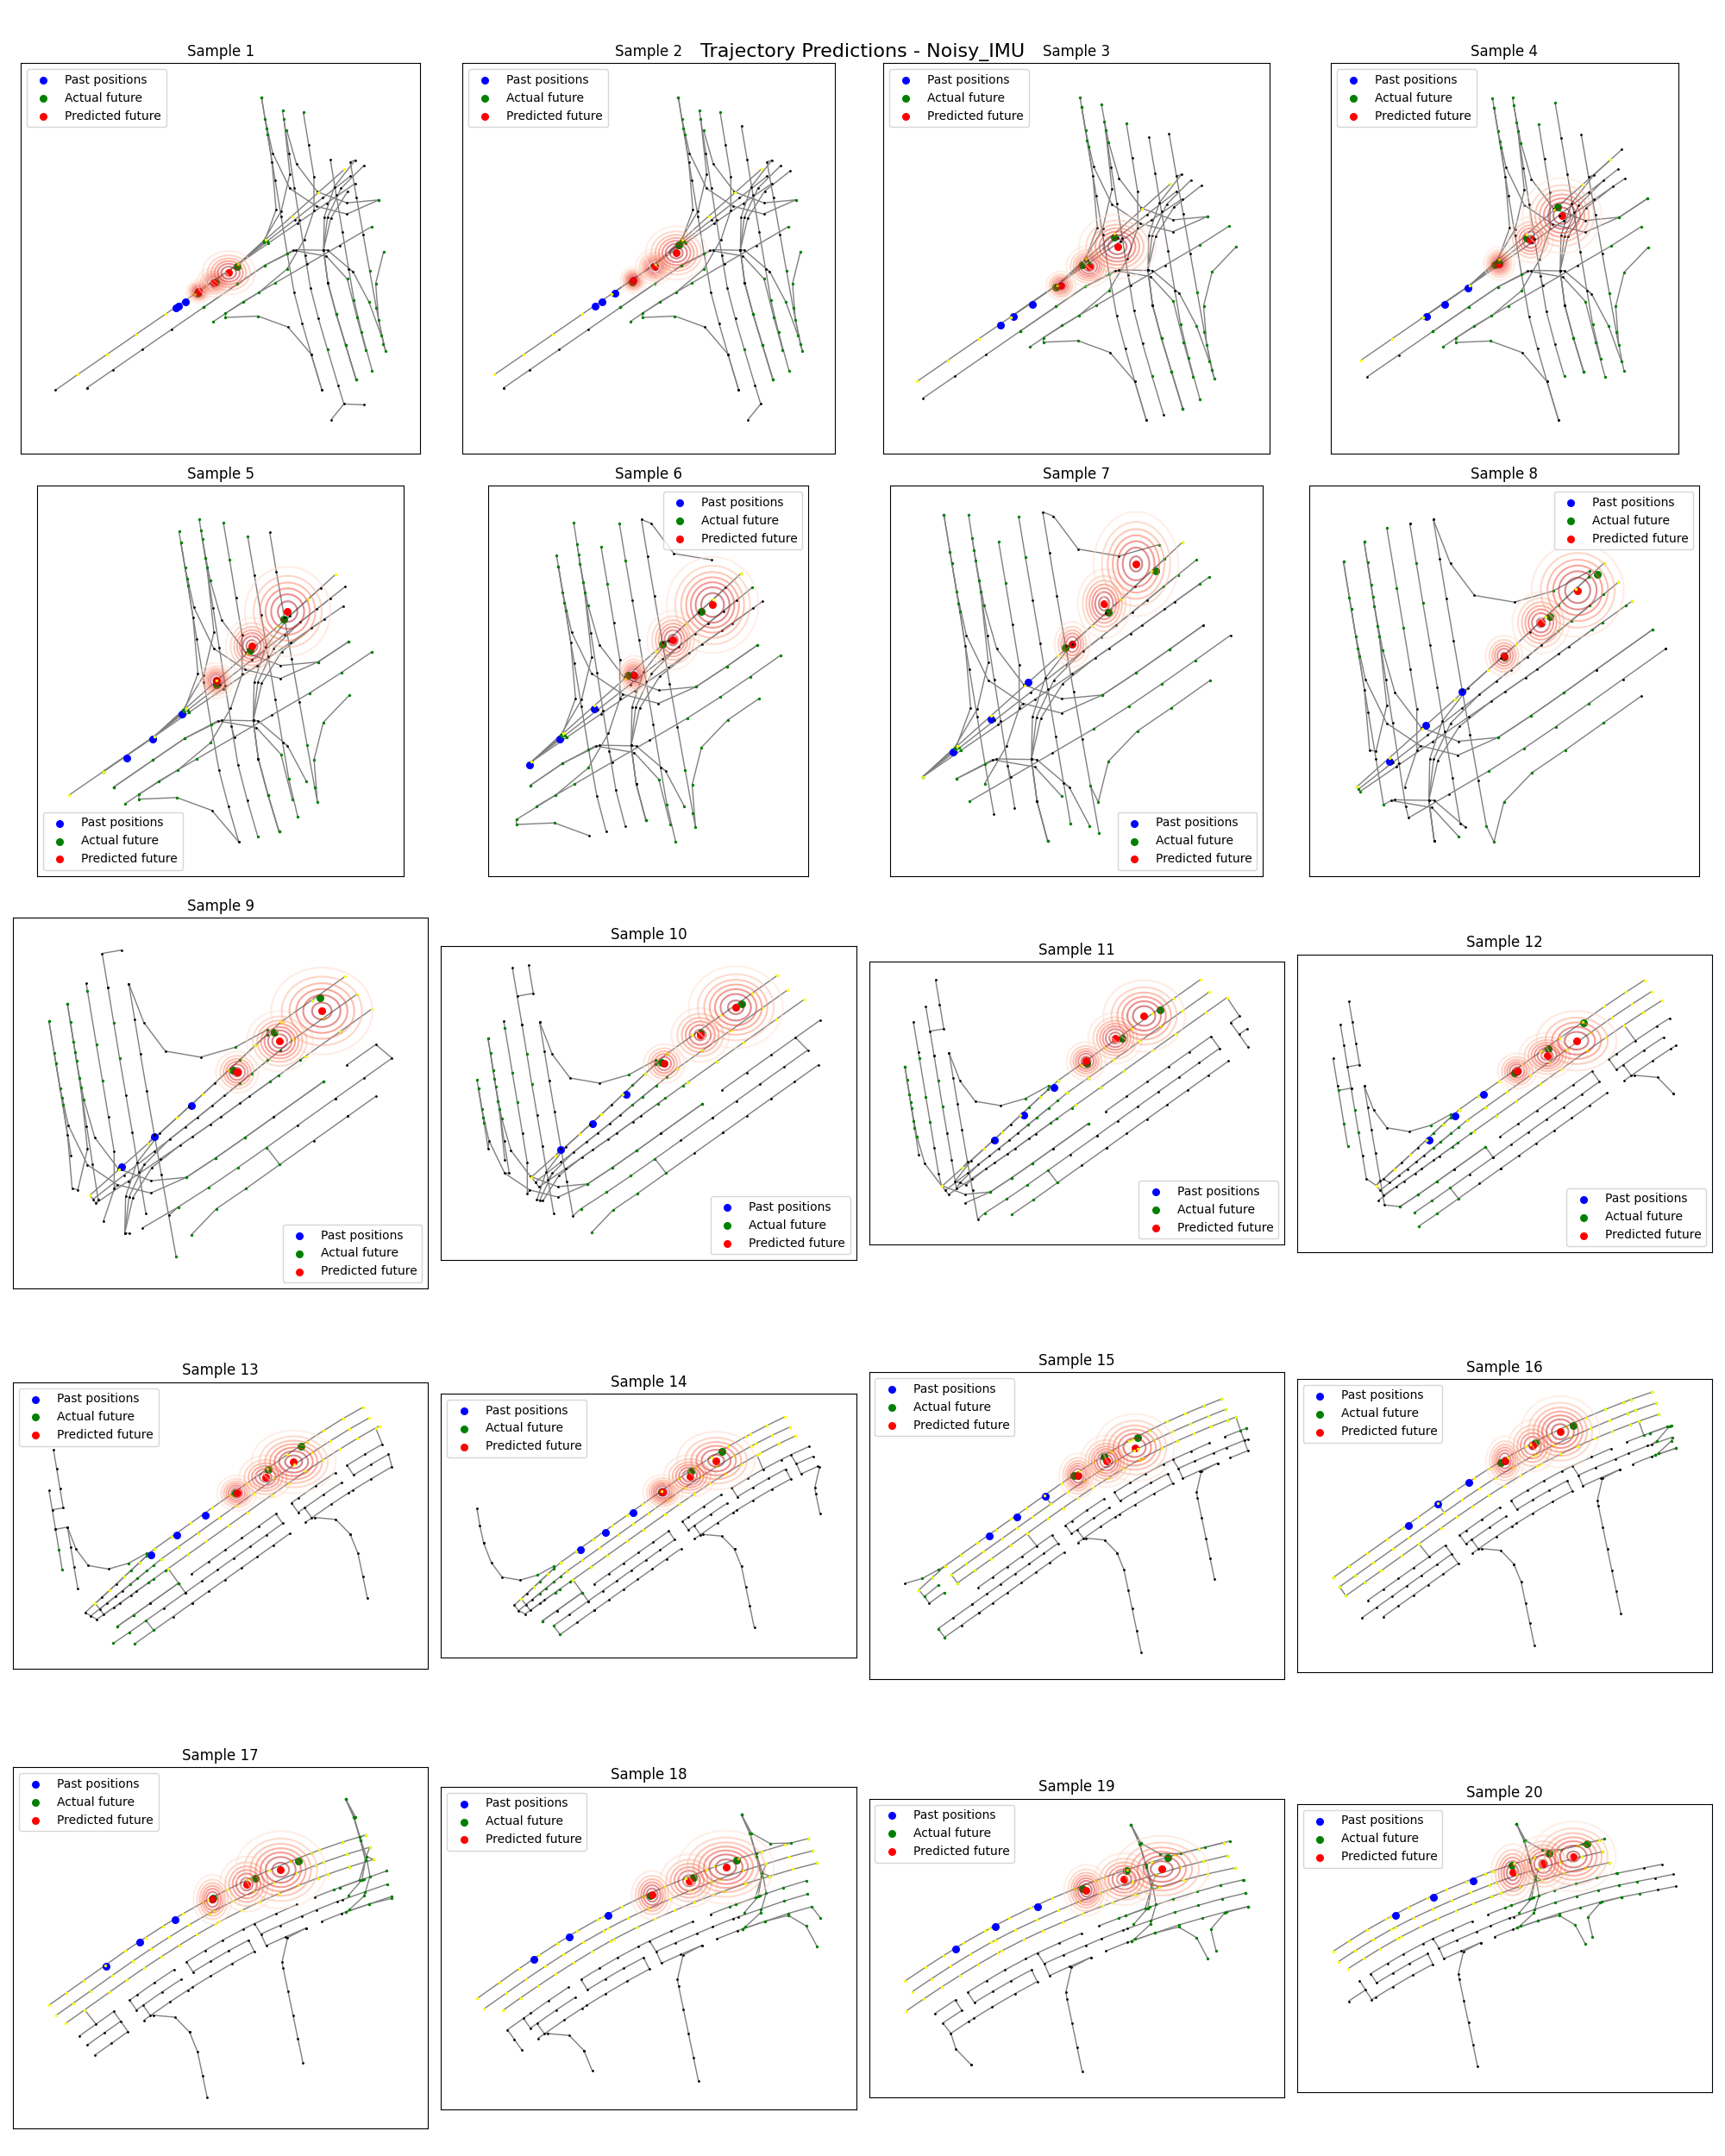 Trajectory Predictions - Noisy_IMU
Sample 1
Past positions
Actual future
Predicted future
Sample 2
Past positions
Actual future
Predicted future
Sample 3
Past positions
Actual future
Predicted future
Sample 4
Past positions
Actual future
Predicted future
Sample 5
Past positions
Actual future
Predicted future
Sample 6
Past positions
Actual future
Predicted future
Sample 7
Past positions
Actual future
Predicted future
Sample 8
Past positions
Actual future
Predicted future
Sample 9
Past positions
Actual future
Predicted future
Sample 10
Past positions
Actual future
Predicted future
Sample 11
Past positions
Actual future
Predicted future
Sample 12
Past positions
Actual future
Predicted future
Sample 13
Past positions
Actual future
Predicted future
Sample 14
Past positions
Actual future
Predicted future
Sample 15
Past positions
Actual future
Predicted future
Sample 16
Past positions
Actual future
Predicted future
Sample 17
Past positions
Actual future
Predicted future
Sample 18
Past positions
Actual future
Predicted future
Sample 19
Past positions
Actual future
Predicted future
Sample 20
Past positions
Actual future
Predicted future